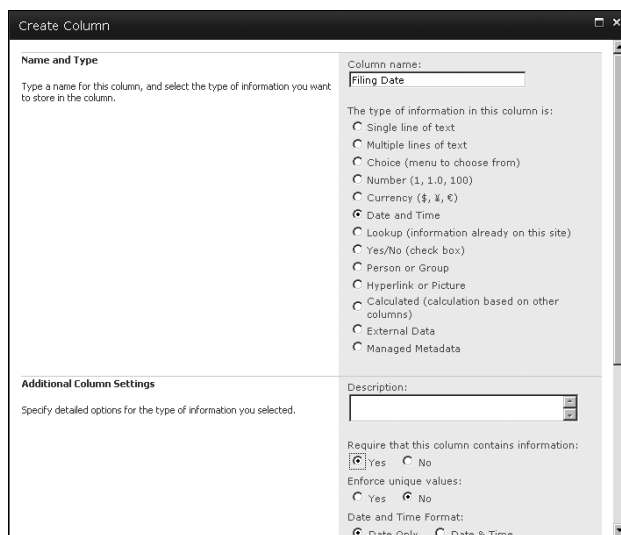 Create Column
Name and Type
Type a name for this column, and select the type of information you want
to store in the column.
Column name:
Filing Date
The type of information in this column is:
Single line of text
Multiple lines of text
Choice (menu to choose from)
Number (1, 1.0, 100)
Currency ($, ¥, €)
Date and Time
Lookup (information already on this site)
Yes/No (check box)
Person or Group
Hyperlink or Picture
Calculated (calculation based on other
columns)
External Data
Managed Metadata
Additional Column Settings
Specify detailed options for the type of information you selected.
Description:
Require that this column contains information:
Yes No
Enforce unique values:
Yes No
Date and Time Format:
Date Only Date & Time